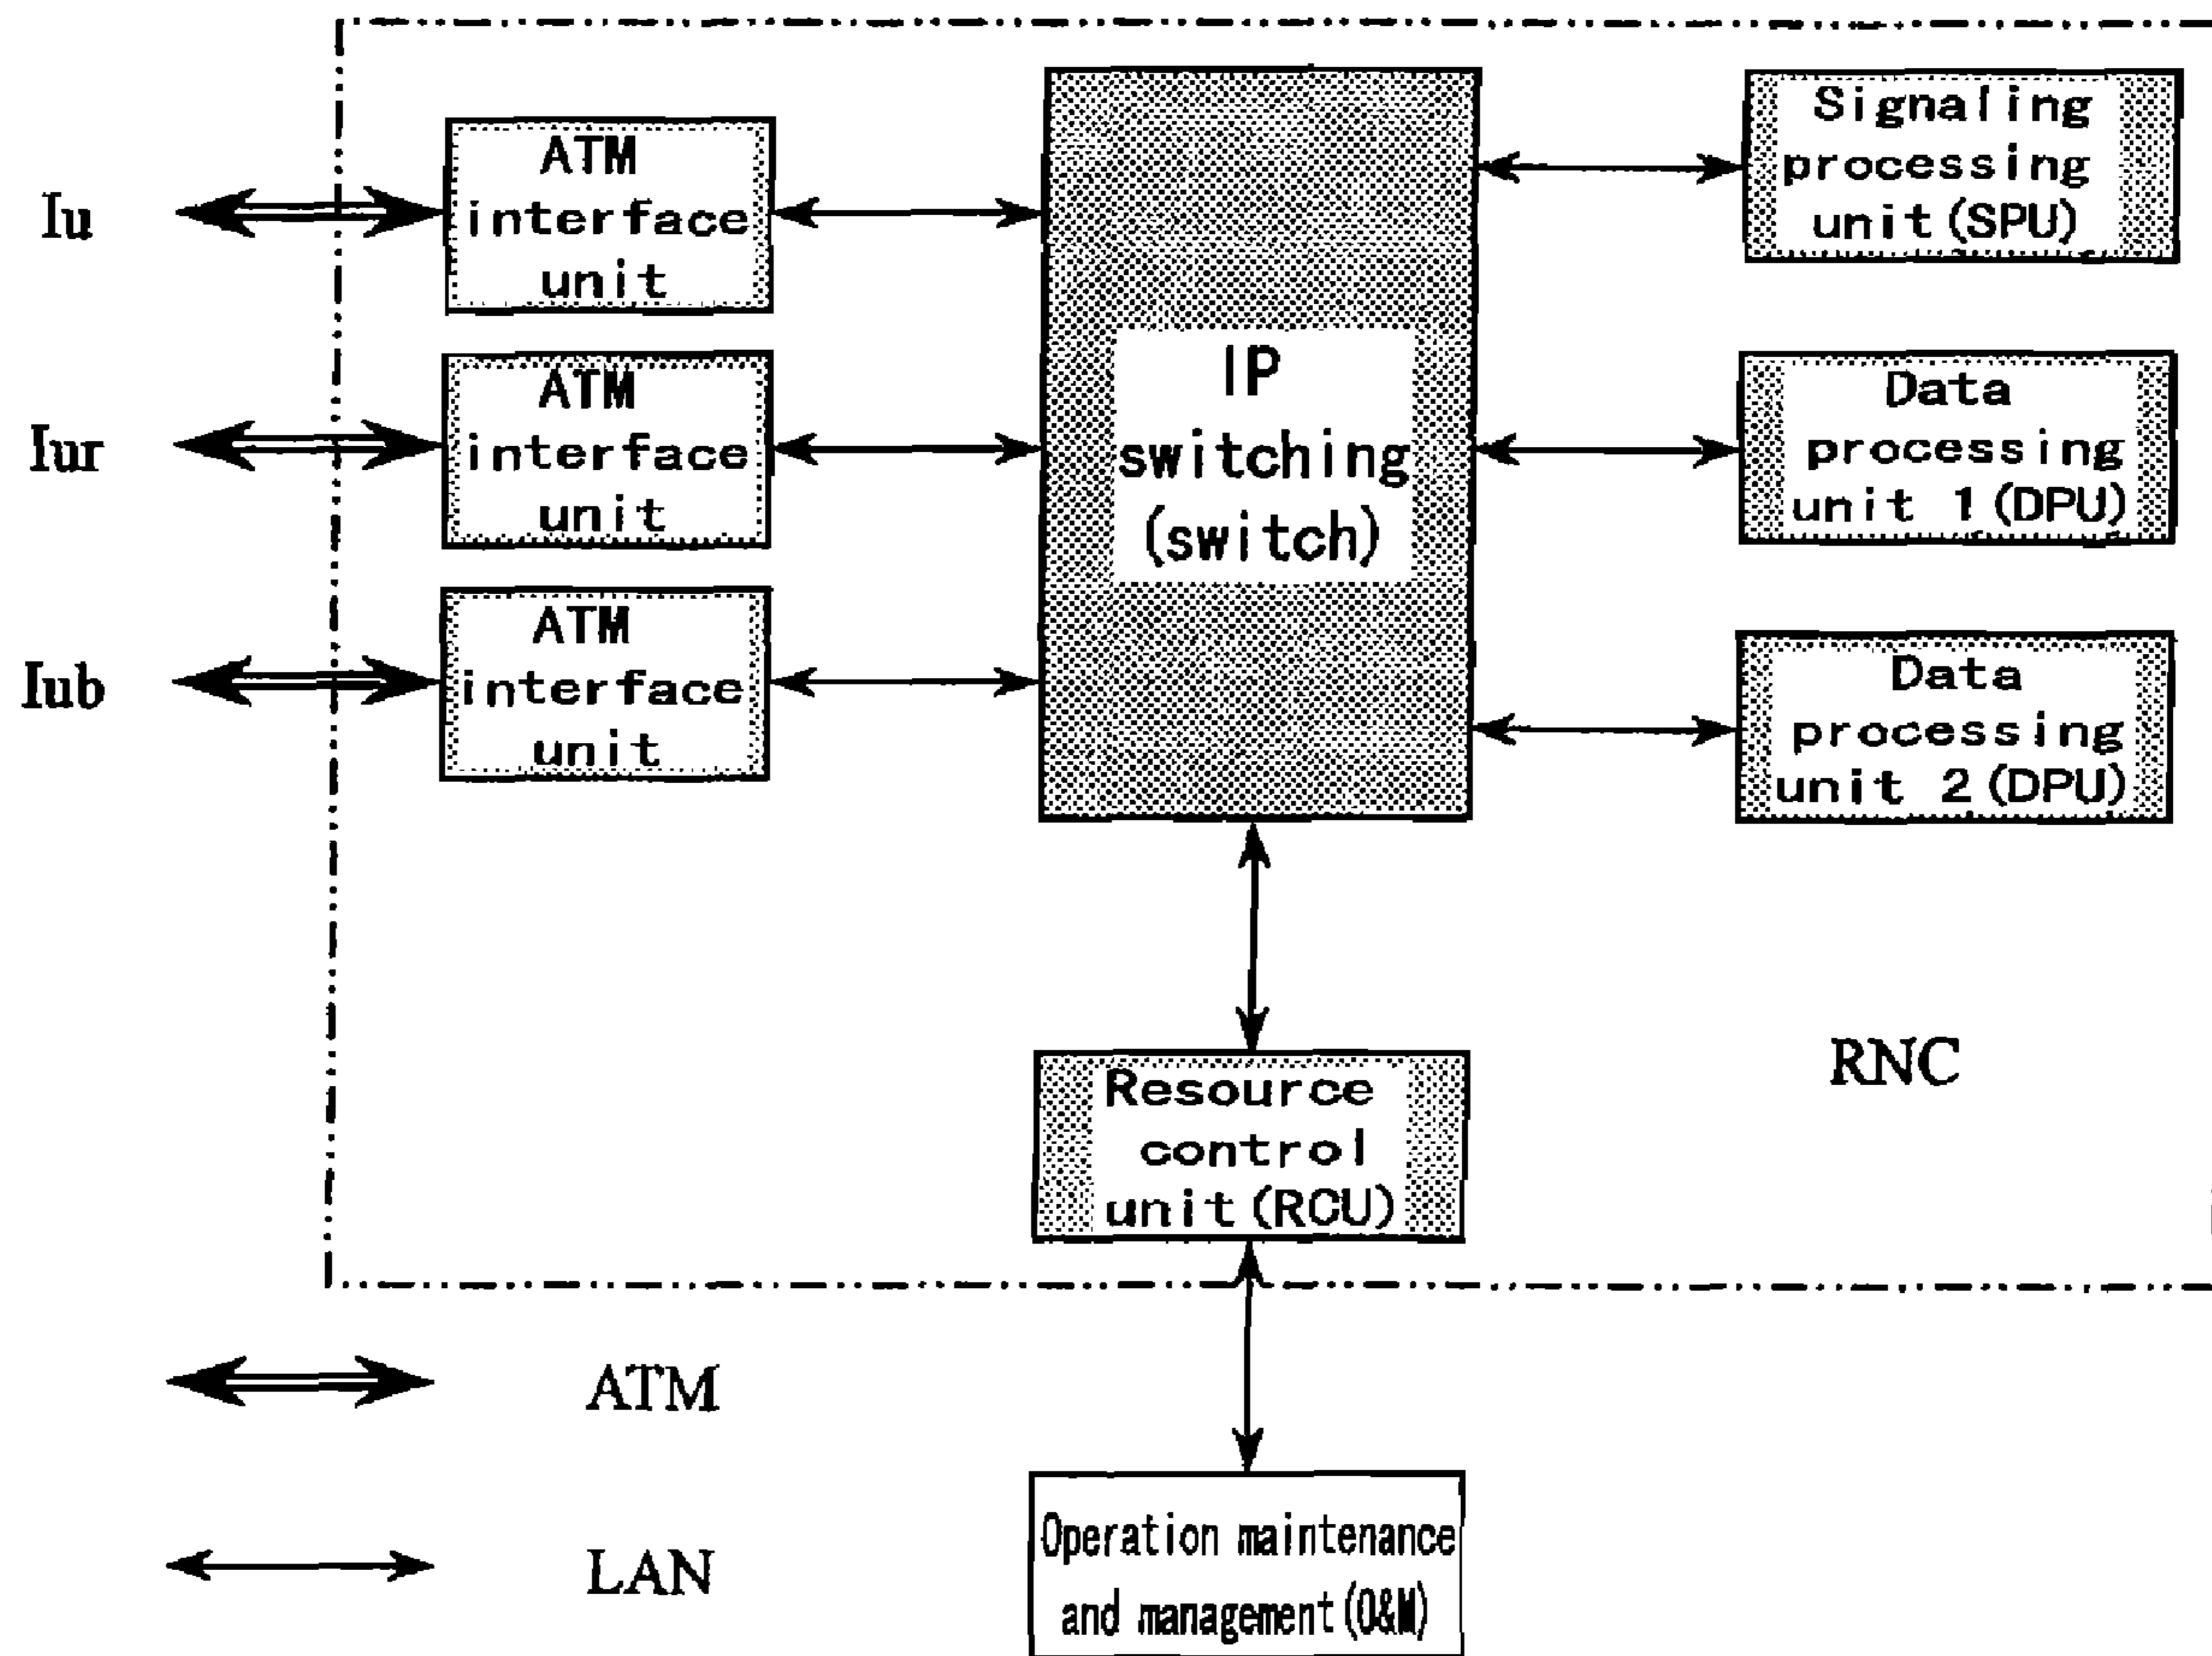 Iu
ATM
interface
unit
Iur
ATM
interface
unit
Iub
ATM
interface
unit
IP
switching
(switch)
Signaling
processing
unit(SPU)
Data
processing
unit 1(DPU)
Data
processing
unit 2(DPU)
Resource
control
unit(RCU)
RNC
ATM
LAN
Operation maintenance
and management(O&M)